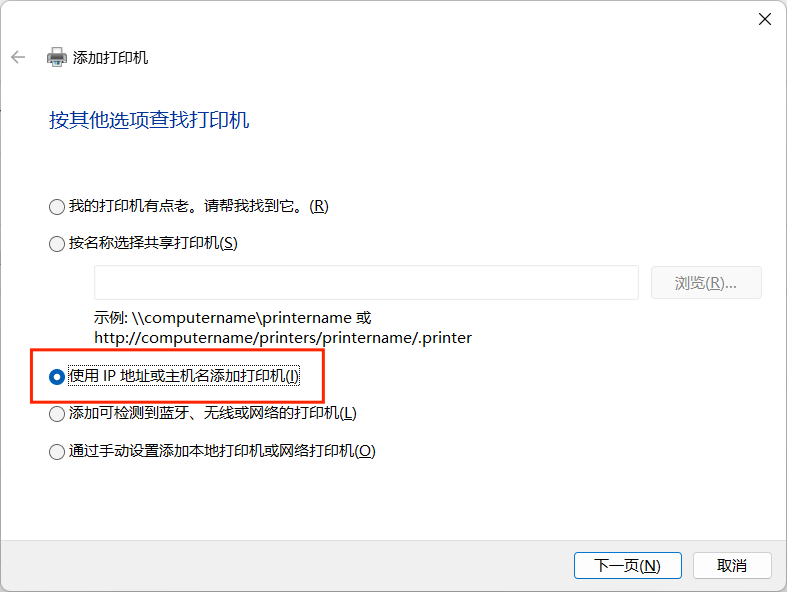 添加打印机
按其他选项查找打印机
我的打印机有点老。请帮我找到它。(R)
按名称选择共享打印机(S)
浏览(R)...
示例: \\computername\printername 或
http://computername/printers/printername/.printer
使用 IP 地址或主机名添加打印机(I)
添加可检测到蓝牙、无线或网络的打印机(L)
通过手动设置添加本地打印机或网络打印机(O)
下一页(N)
取消